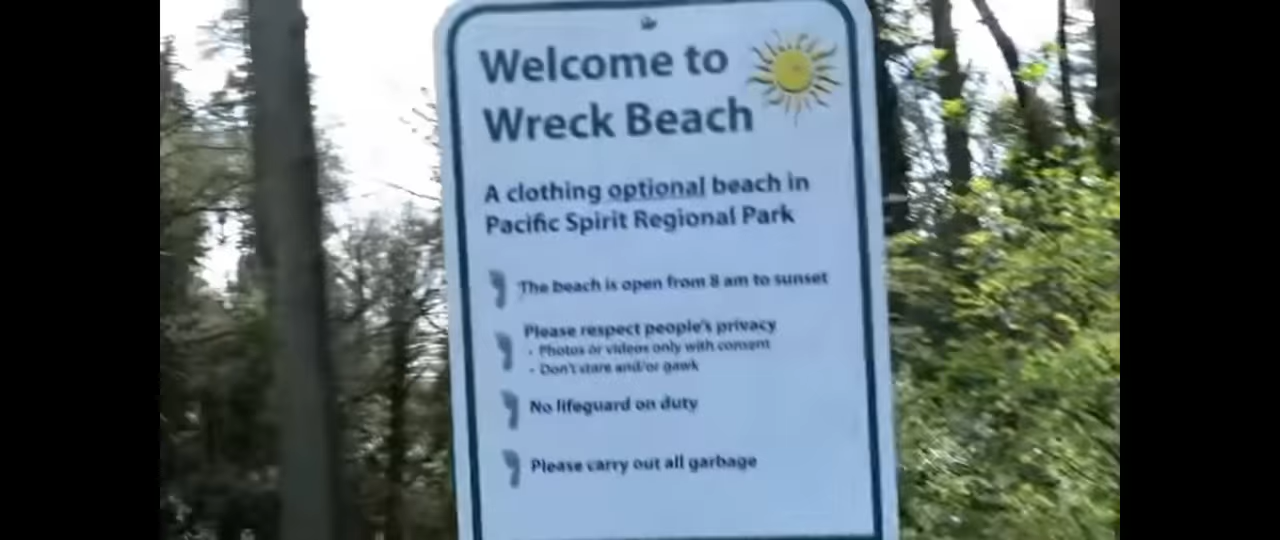 Welcome to
Wreck Beach
A clothing optional beach in
Pacific Spirit Regional Park
The beach is open from 8 am to sunset
Please respect people's privacy
- Photos or videos only with consent
- Don't stare and/or gawk
No lifeguard on duty
Please carry out all garbage